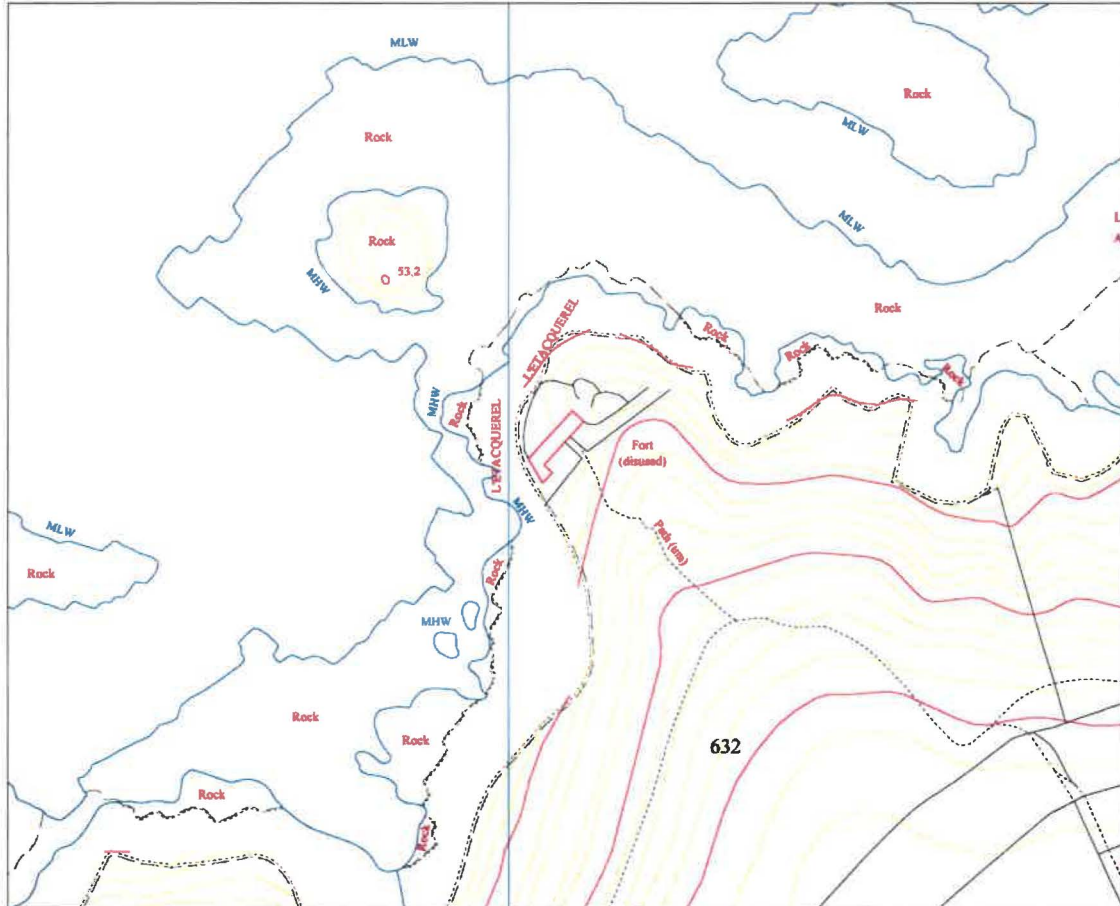 MLW
Rock
MLW
Rock
MLW
L
A
Rock
MHW
53,2
Rock
L'ETACQUEREL
Rock
Rock
Rock
MHW
Rock
L'ETACQUEREL
Fort
(disused)
MHW
MLW
Path (um)
Rock
Rock
MHW
Rock
Rock
632
Rock
Rock